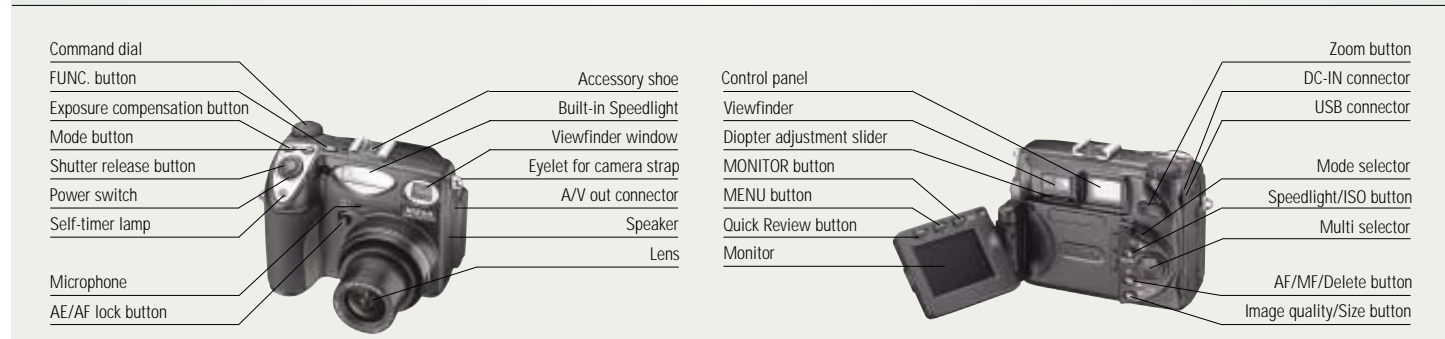 Command dial
FUNC. button
Exposure compensation button
Mode button
Shutter release button
Power switch
Self-timer lamp
Microphone
AE/AF lock button
Accessory shoe
Built-in Speedlight
Viewfinder window
Eyelet for camera strap
A/V out connector
Speaker
Lens
Control panel
Viewfinder
Diopter adjustment slider
MONITOR button
MENU button
Quick Review button
Monitor
Zoom button
DC-IN connector
USB connector
Mode selector
Speedlight/ISO button
Multi selector
AF/MF/Delete button
Image quality/Size button